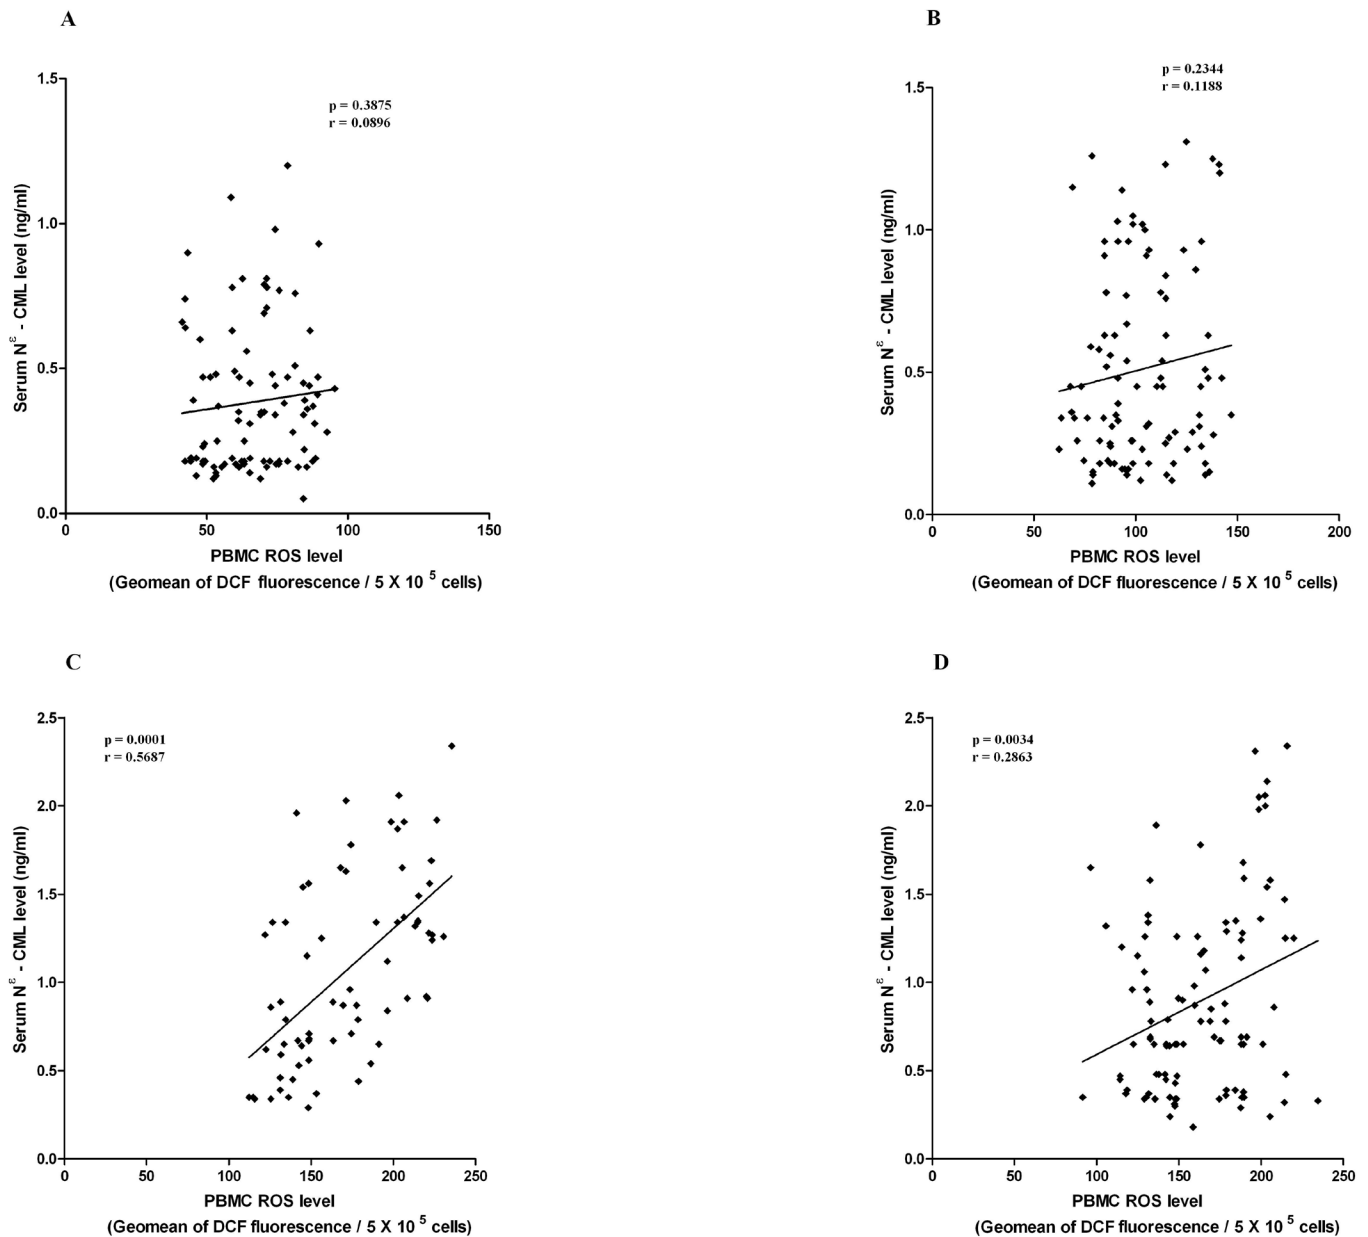 A
p = 0.3875
r = 0.0896
1.5
1.0
0.5
0.0
0 50 100 150
Serum Nε - CML level (ng/ml)
PBMC ROS level
(Geomean of DCF fluorescence / 5 X 10 5 cells)
B
p = 0.2344
r = 0.1188
1.5
1.0
0.5
0.0
0 50 100 150 200
Serum Nε - CML level (ng/ml)
PBMC ROS level
(Geomean of DCF fluorescence / 5 X 10 5 cells)
C
p = 0.0001
r = 0.5687
2.5
2.0
1.5
1.0
0.5
0.0
0 50 100 150 200 250
Serum Nε - CML level (ng/ml)
PBMC ROS level
(Geomean of DCF fluorescence / 5 X 10 5 cells)
D
p = 0.0034
r = 0.2863
2.5
2.0
1.5
1.0
0.5
0.0
0 50 100 150 200 250
Serum Nε - CML level (ng/ml)
PBMC ROS level
(Geomean of DCF fluorescence / 5 X 10 5 cells)